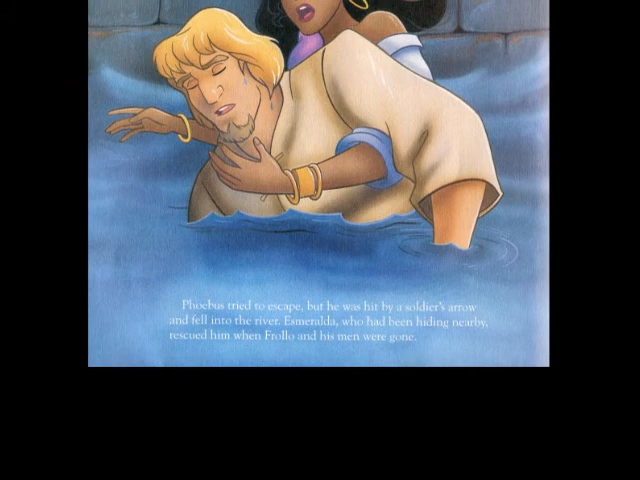 Phoebus tried to escape, but he was hit by a soldier's arrow
and fell into the river. Esmeralda, who had been hiding nearby,
rescued him when Frollo and his men were gone.